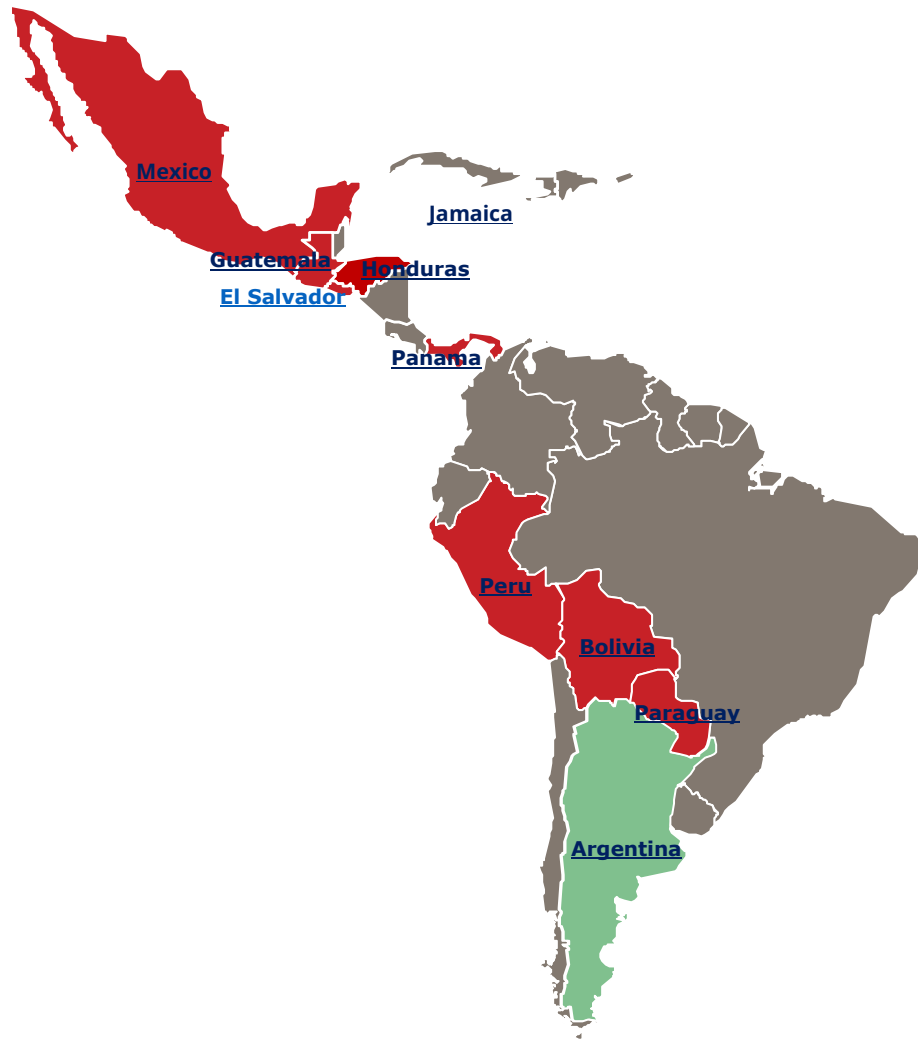 Mexico
Jamaica
Guatemala
Honduras
El Salvador
Panama
Peru
Bolivia
Paraguay
Argentina